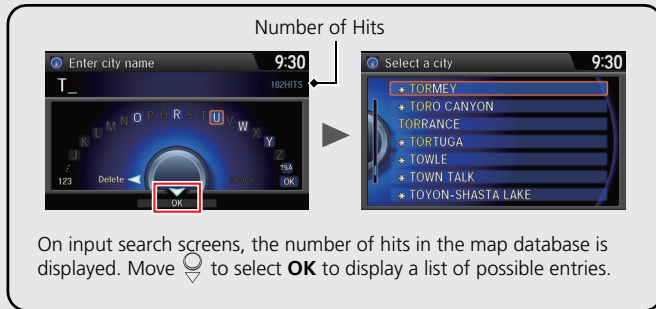 Number of Hits
Enter city name 9:30
T_ 182HITS
J K L M N O P Q R S T U V W X Y Z
123 Delete Space ?%Á OK
OK
Select a city 9:30
* TORMEY
* TORO CANYON
TORRANCE
* TORTUGA
* TOWLE
* TOWN TALK
* TOYON-SHASTA LAKE
On input search screens, the number of hits in the map database is
displayed. Move to select OK to display a list of possible entries.